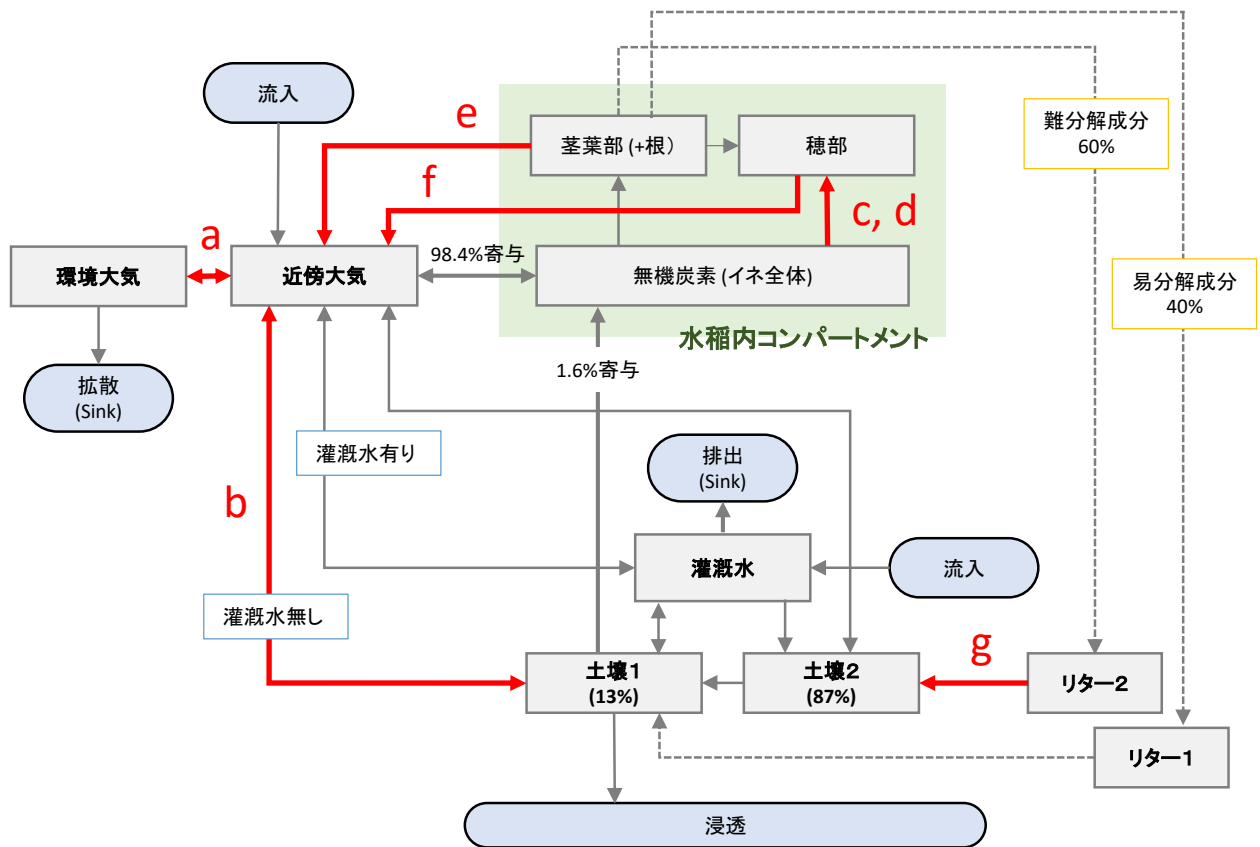 流入
e
茎葉部 (+根）
穂部
難分解成分
60%
f
c, d
a
98.4%寄与
環境大気
近傍大気
無機炭素 (イネ全体)
易分解成分
40%
水稲内コンパートメント
1.6%寄与
拡散
(Sink)
灌漑水有り
排出
(Sink)
b
灌漑水
流入
灌漑水無し
g
土壌１
(13%)
土壌２
(87%)
リター２
リター１
浸透